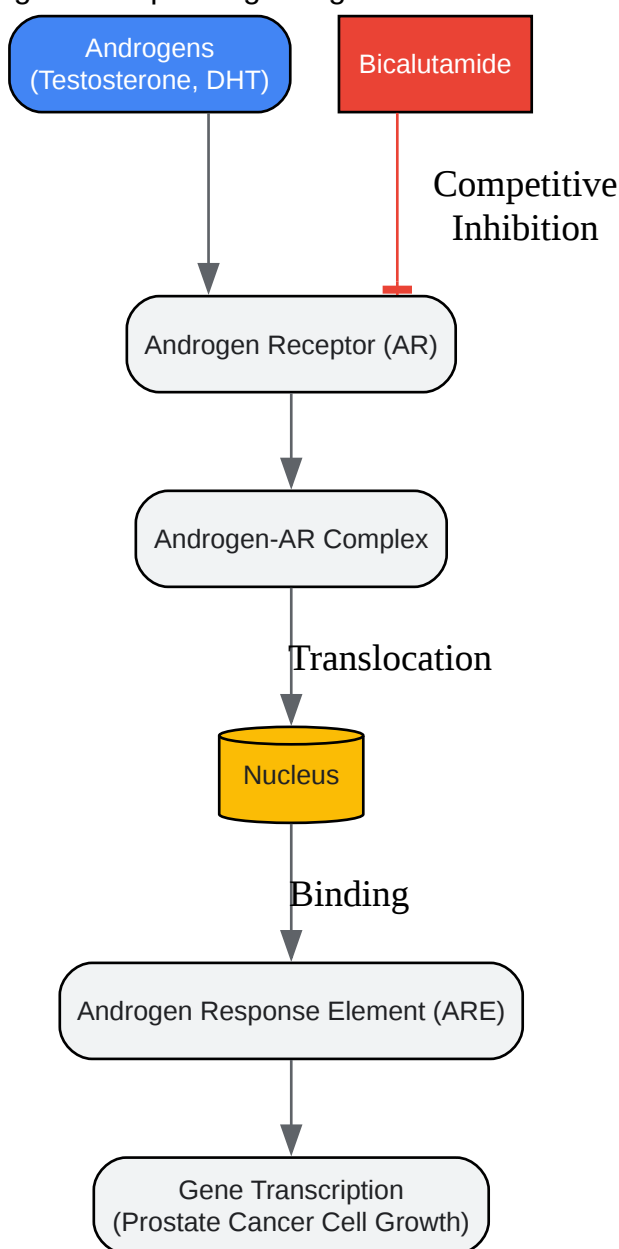 Androgens
(Testosterone, DHT)
Bicalutamide
Competitive
Inhibition
Androgen Receptor (AR)
Androgen-AR Complex
Translocation
Nucleus
Binding
Androgen Response Element (ARE)
Gene Transcription
(Prostate Cancer Cell Growth)